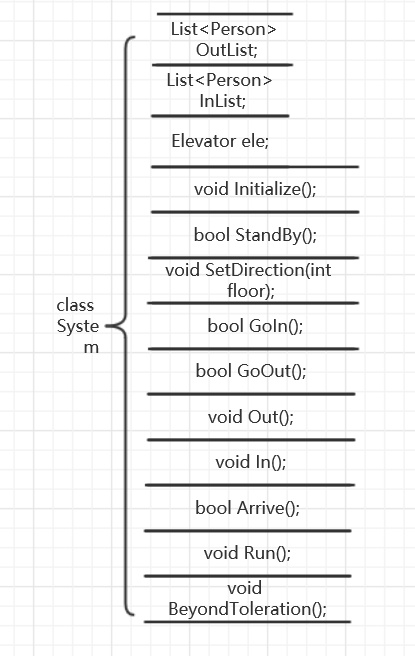 List<Person>
OutList;
List<Person>
InList;
Elevator ele;
void Initialize();
bool StandBy();
void SetDirection(int
floor);
class
Syste
m
bool GoIn();
bool GoOut();
void Out();
void In();
bool Arrive();
void Run();
void
BeyondToleration();